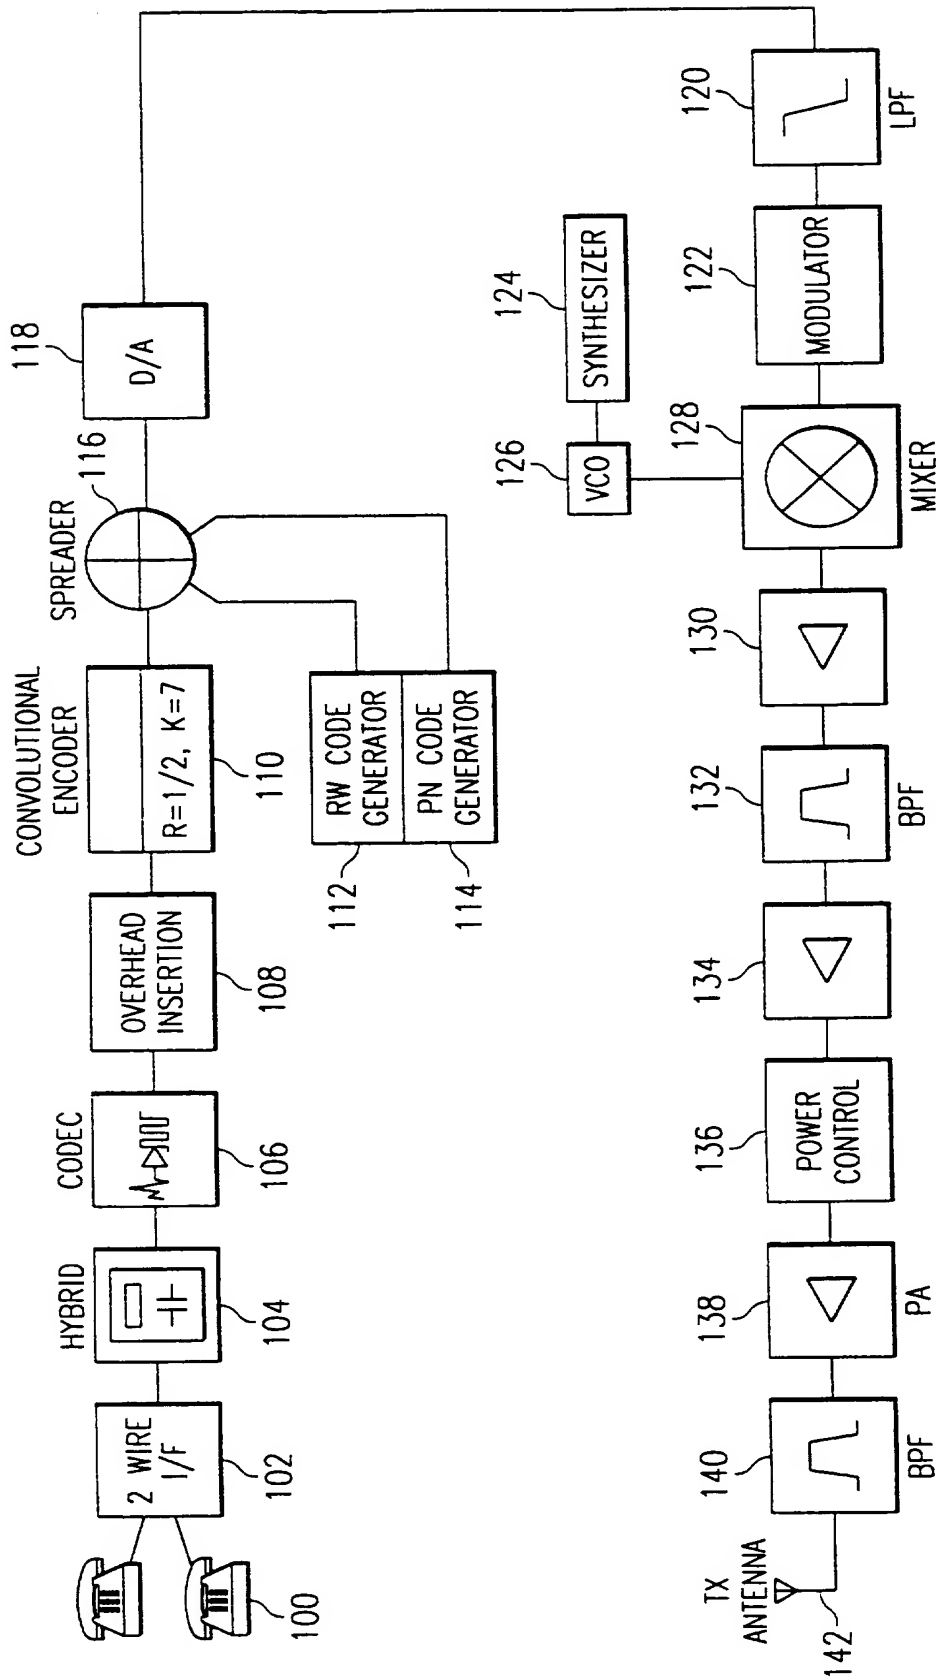 100
2 WIRE
I/F
102
HYBRID
104
CODEC
106
OVERHEAD
INSERTION
108
CONVOLUTIONAL
ENCODER
R=1/2, K=7
110
RW CODE
GENERATOR
112
PN CODE
GENERATOR
114
SPREADER
116
D/A
118
120
LPF
MODULATOR
122
SYNTHESIZER
124
VCO
126
128
MIXER
130
132
BPF
134
POWER
CONTROL
136
138
PA
140
BPF
TX
ANTENNA
142